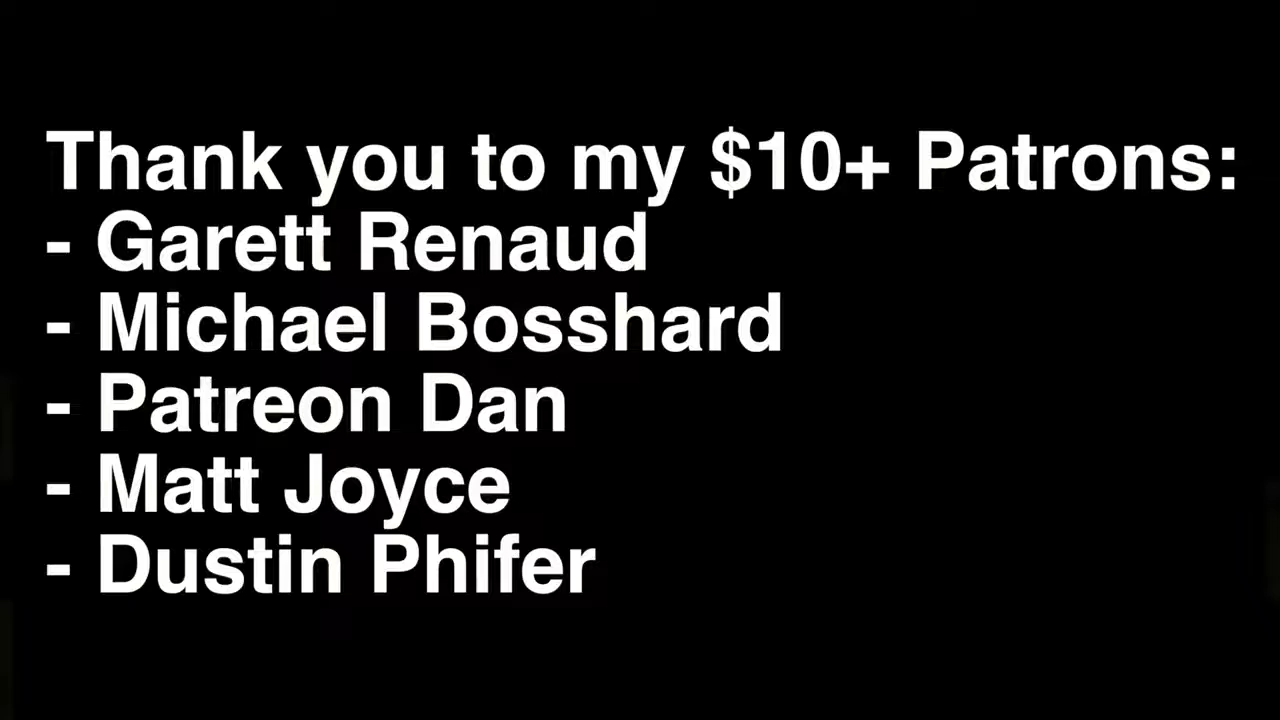 Thank you to my $10+ Patrons:
- Garett Renaud
- Michael Bosshard
- Patreon Dan
- Matt Joyce
- Dustin Phifer